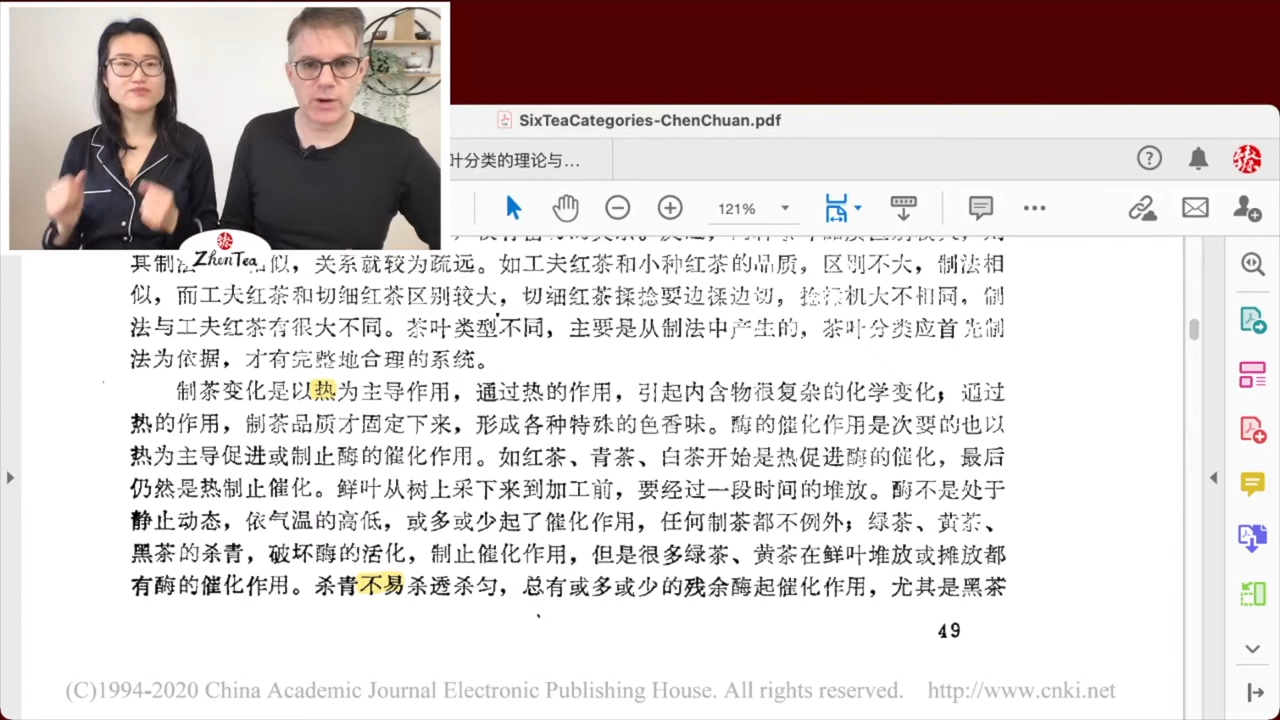 SixTeaCategories-ChenChuan.pdf
叶分类的理论与...
121%
ZhenTea
其制法 相似，关系就较为疏远。如工夫红茶和小种红茶的品质，区别不大，制法相
似，而工夫红茶和切细红茶区别较大，切细红茶揉捻要边揉边切，捻揉机大不相同，制
法与工夫红茶有很大不同。茶叶类型不同，主要是从制法中产生的，茶叶分类应首先制
法为依据，才有完整地合理的系统。
制茶变化是以热为主导作用，通过热的作用，引起内含物很复杂的化学变化；通过
热的作用，制茶品质才固定下来，形成各种特殊的色香味。酶的催化作用是次要的也以
热为主导促进或制止酶的催化作用。如红茶、青茶、白茶开始是热促进酶的催化，最后
仍然是热制止催化。鲜叶从树上采下来到加工前，要经过一段时间的堆放。酶不是处于
静止动态，依气温的高低，或多或少起了催化作用，任何制茶都不例外；绿茶、黄茶、
黑茶的杀青，破坏酶的活化，制止催化作用，但是很多绿茶、黄茶在鲜叶堆放或摊放都
有酶的催化作用。杀青不易杀透杀匀，总有或多或少的残余酶起催化作用，尤其是黑茶
49
(C)1994-2020 China Academic Journal Electronic Publishing House. All rights reserved. http://www.cnki.net